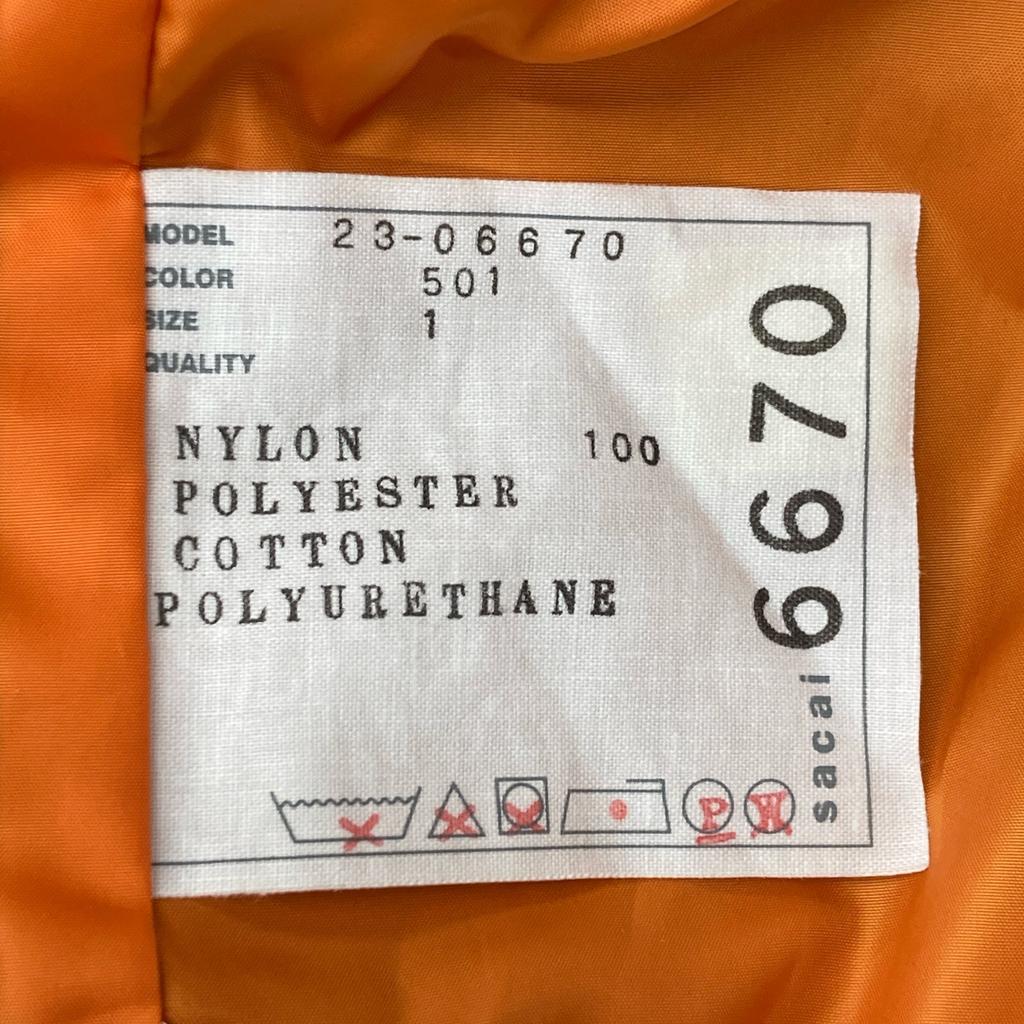 MODEL 23-06670
COLOR 501
SIZE 1
QUALITY
NYLON 100
POLYESTER
COTTON
POLYURETHANE
sacai 6670
P W